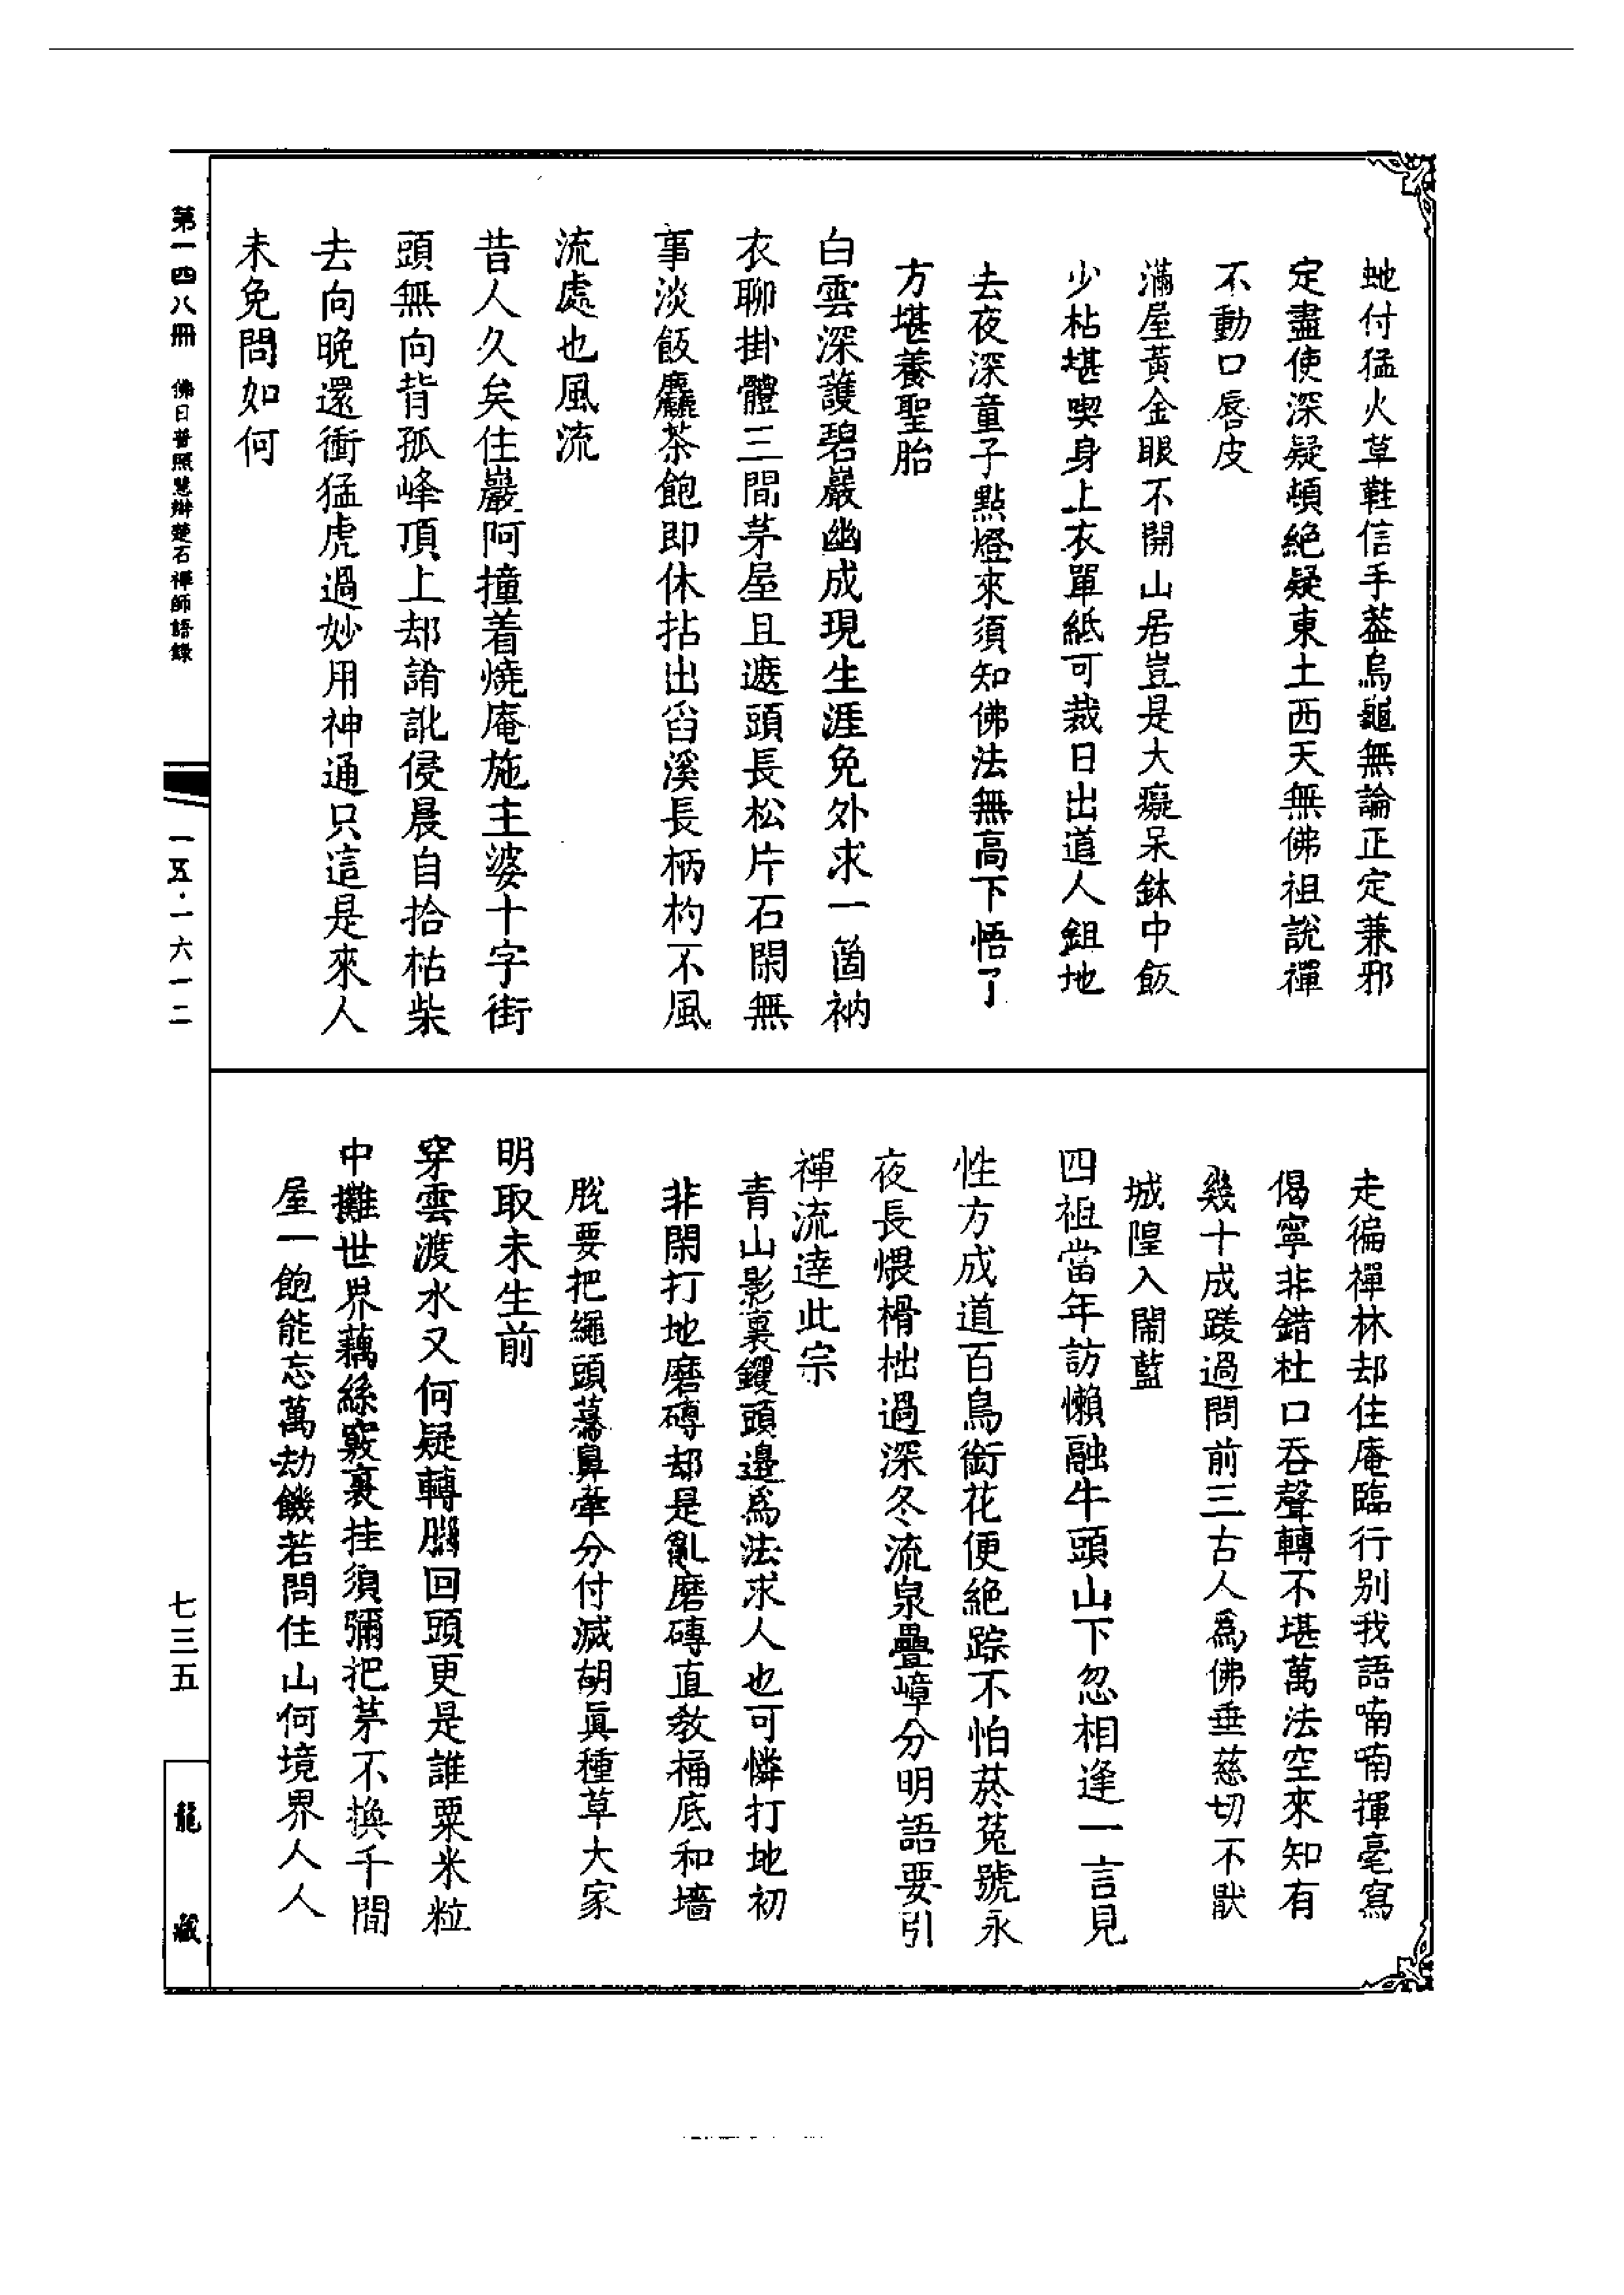 虵付猛火草鞋信手葢烏龜無論正定兼邪
定盡使深疑頓絕疑東土西天無佛祖說禪
不動口唇皮
滿屋黃金眼不開山居豈是大癡呆鉢中飯
少枯堪喫身上衣單紙可裁日出道人鉏地
去夜深童子點燈來須知佛法無高下悟了
方堪養聖胎
白雲深護碧巖幽成現生涯免外求一箇衲
衣聊掛體三間茅屋且遮頭長松片石閑無
事淡飯麤茶飽即休拈出舀溪長柄杓不風
流處也風流
昔人久矣住巖阿撞着燒庵施主婆十字街
頭無向背孤峰頂上却誵訛侵晨自拾枯柴
去向晚還衝猛虎過妙用神通只這是來人
未免問如何
走徧禪林却住庵臨行別我語喃喃揮毫寫
偈寧非錯杜口吞聲轉不堪萬法空來知有
幾十成蹉過問前三古人爲佛垂慈切不猒
城隍入鬧藍
四祖當年訪懶融牛頭山下忽相逢一言見
性方成道百鳥銜花便絕踪不怕菸菟號永
夜長煨榾柮過深冬流泉疊嶂分明語要引
禪流達此宗
青山影裏钁頭邊爲法求人也可憐打地初
非閑打地磨磚却是亂磨磚直教桶底和墻
脫要把繩頭驀鼻牽分付滅胡眞種草大家
明取未生前
穿雲渡水又何疑轉腦回頭更是誰粟米粒
中攤世界藕絲竅裏挂須彌把茅不換千間
屋一飽能忘萬劫饑若問住山何境界人人
第一四八冊　佛日普照慧辯楚石禪師語錄
一五·一六一二
七三五
龍藏